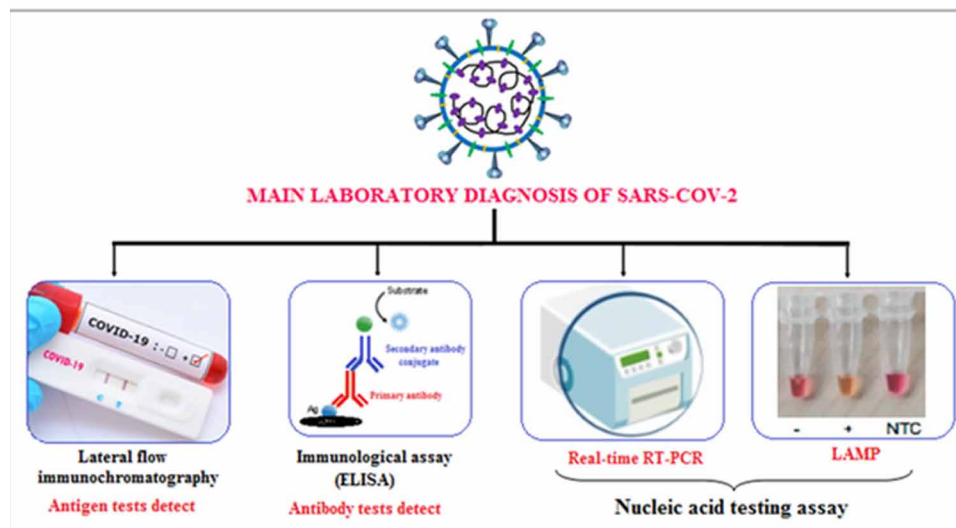 MAIN LABORATORY DIAGNOSIS OF SARS-COV-2
COVID-19 : - +
COVID-19
C T
Substrate
Secondary antibody
conjugate
Primary antibody
Ag
- + NTC
Lateral flow
immunochromatography
Antigen tests detect
Immunological assay
(ELISA)
Antibody tests detect
Real-time RT-PCR
LAMP
Nucleic acid testing assay